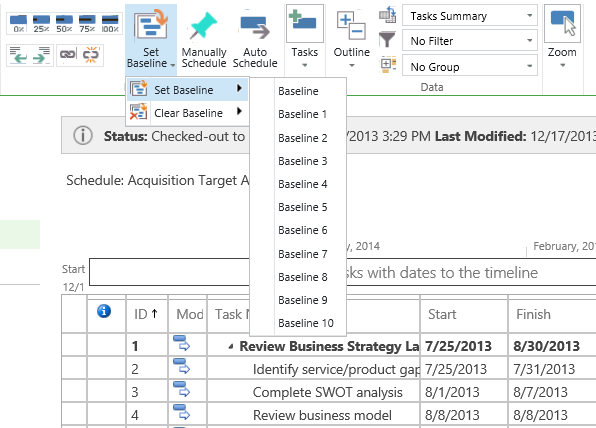 0% 25% 50% 75% 100%
Set Baseline
Manually Schedule
Auto Schedule
Tasks
Outline
Tasks Summary
No Filter
No Group
Data
Zoom
Set Baseline
Clear Baseline
Baseline
Baseline 1
Baseline 2
Baseline 3
Baseline 4
Baseline 5
Baseline 6
Baseline 7
Baseline 8
Baseline 9
Baseline 10
Status: Checked-out to /2013 3:29 PM Last Modified: 12/17/2013
Schedule: Acquisition Target A
, 2014
February, 201
Start
12/1
sks with dates to the timeline
ID Mod Task N Start Finish
1 Review Business Strategy La 7/25/2013 8/30/2013
2 Identify service/product gap 7/25/2013 7/31/2013
3 Complete SWOT analysis 8/1/2013 8/7/2013
4 Review business model 8/8/2013 8/8/2013